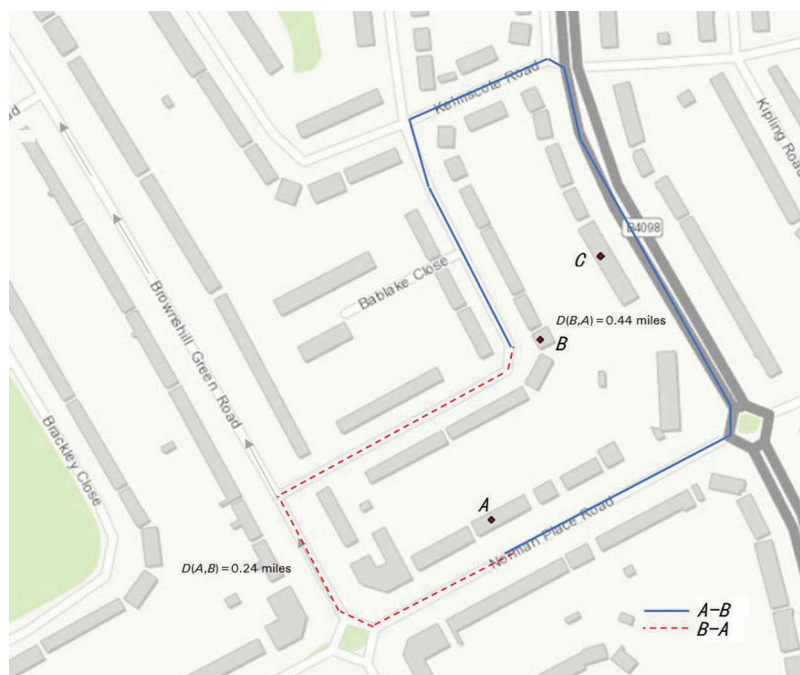 Kelmscote Road
Kipling Road
B4098
C
Bablake Close
D(B,A)=0.44 miles
B
Brownshill Green Road
Brackley Close
A
Norman Place Road
D(A,B)=0.24 miles
A–B
B–A